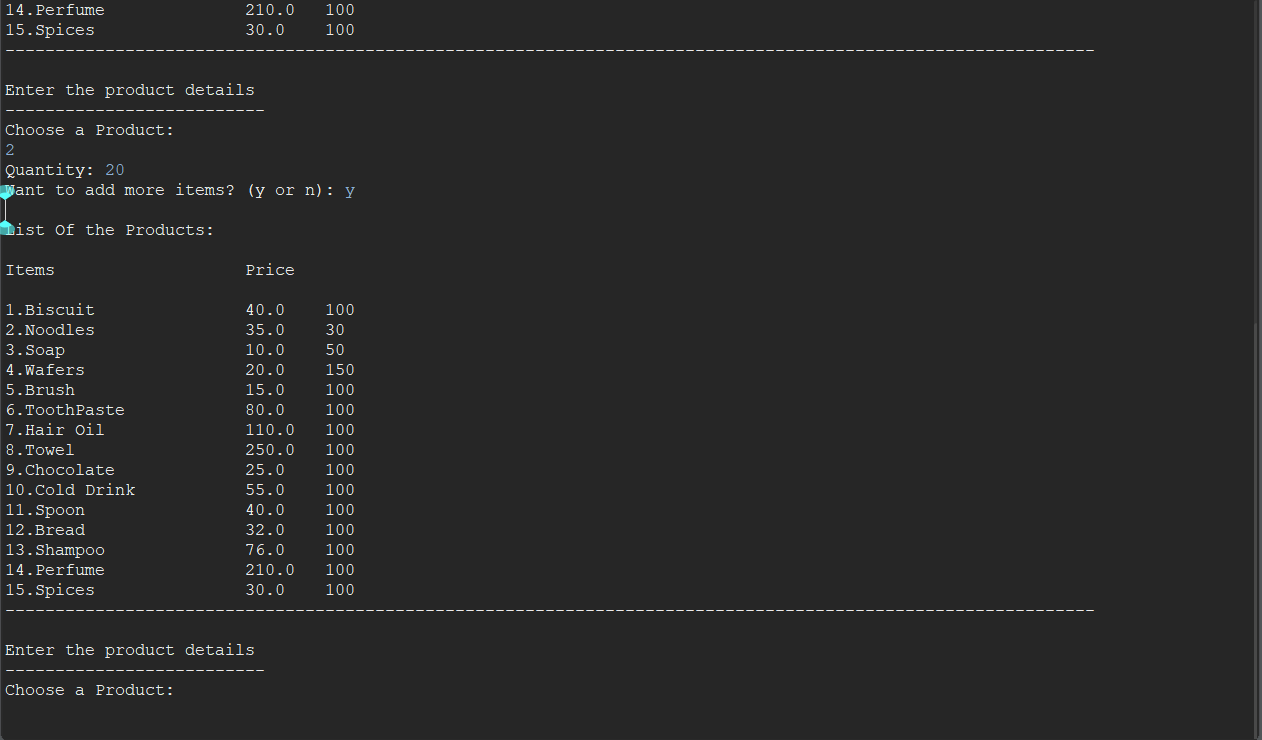 14.Perfume 210.0 100
15.Spices 30.0 100
-------------------------------------------------------------------------------------------------------------
Enter the product details
--------------------------
Choose a Product:
2
Quantity: 20
Want to add more items? (y or n): y
List Of the Products:
Items Price
1.Biscuit 40.0 100
2.Noodles 35.0 30
3.Soap 10.0 50
4.Wafers 20.0 150
5.Brush 15.0 100
6.ToothPaste 80.0 100
7.Hair Oil 110.0 100
8.Towel 250.0 100
9.Chocolate 25.0 100
10.Cold Drink 55.0 100
11.Spoon 40.0 100
12.Bread 32.0 100
13.Shampoo 76.0 100
14.Perfume 210.0 100
15.Spices 30.0 100
-------------------------------------------------------------------------------------------------------------
Enter the product details
--------------------------
Choose a Product: